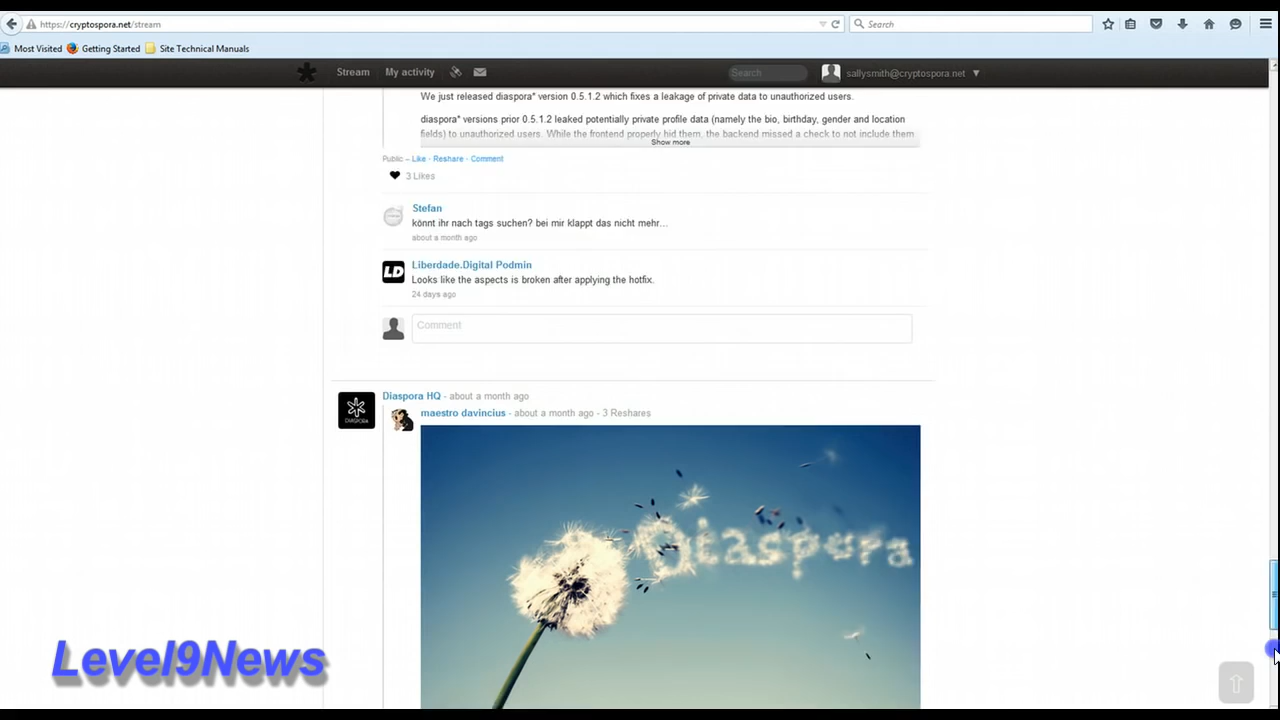 https://cryptospora.net/stream
Search
Most Visited
Getting Started
Site Technical Manuals
Stream
My activity
Search
sallysmith@cryptospora.net
We just released diaspora* version 0.5.1.2 which fixes a leakage of private data to unauthorized users.
diaspora* versions prior 0.5.1.2 leaked potentially private profile data (namely the bio, birthday, gender and location
fields) to unauthorized users. While the frontend properly hid them, the backend missed a check to not include them
Show more
Public – Like · Reshare · Comment
3 Likes
Stefan
könnt ihr nach tags suchen? bei mir klappt das nicht mehr...
about a month ago
LD
Liberdade.Digital Podmin
Looks like the aspects is broken after applying the hotfix.
24 days ago
Comment
DIASPORA
Diaspora HQ - about a month ago
maestro davincius - about a month ago - 3 Reshares
Diaspora
Level9News